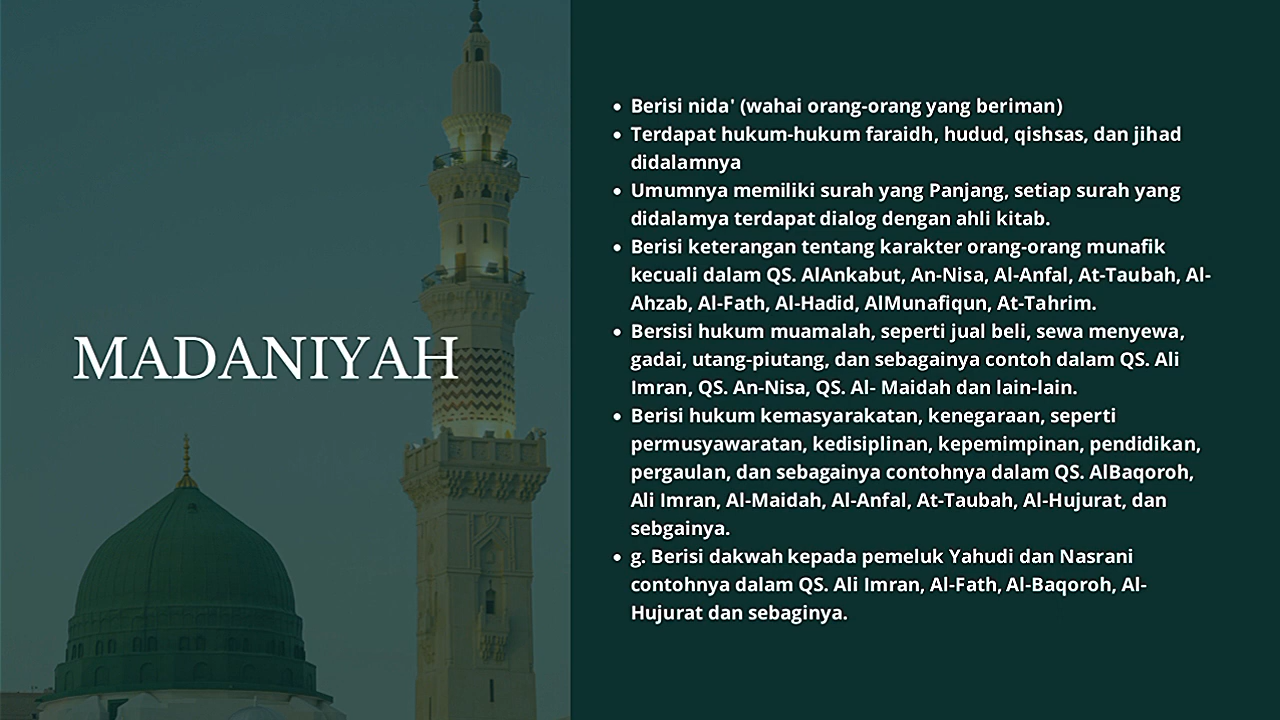 MADANIYAH
• Berisi nida' (wahai orang-orang yang beriman)
• Terdapat hukum-hukum faraidh, hudud, qishsas, dan jihad
didalamnya
• Umumnya memiliki surah yang Panjang, setiap surah yang
didalamya terdapat dialog dengan ahli kitab.
• Berisi keterangan tentang karakter orang-orang munafik
kecuali dalam QS. AlAnkabut, An-Nisa, Al-Anfal, At-Taubah, Al-
Ahzab, Al-Fath, Al-Hadid, AlMunafiqun, At-Tahrim.
• Bersisi hukum muamalah, seperti jual beli, sewa menyewa,
gadai, utang-piutang, dan sebagainya contoh dalam QS. Ali
Imran, QS. An-Nisa, QS. Al- Maidah dan lain-lain.
• Berisi hukum kemasyarakatan, kenegaraan, seperti
permusyawaratan, kedisiplinan, kepemimpinan, pendidikan,
pergaulan, dan sebagainya contohnya dalam QS. AlBaqoroh,
Ali Imran, Al-Maidah, Al-Anfal, At-Taubah, Al-Hujurat, dan
sebgainya.
• g. Berisi dakwah kepada pemeluk Yahudi dan Nasrani
contohnya dalam QS. Ali Imran, Al-Fath, Al-Baqoroh, Al-
Hujurat dan sebaginya.